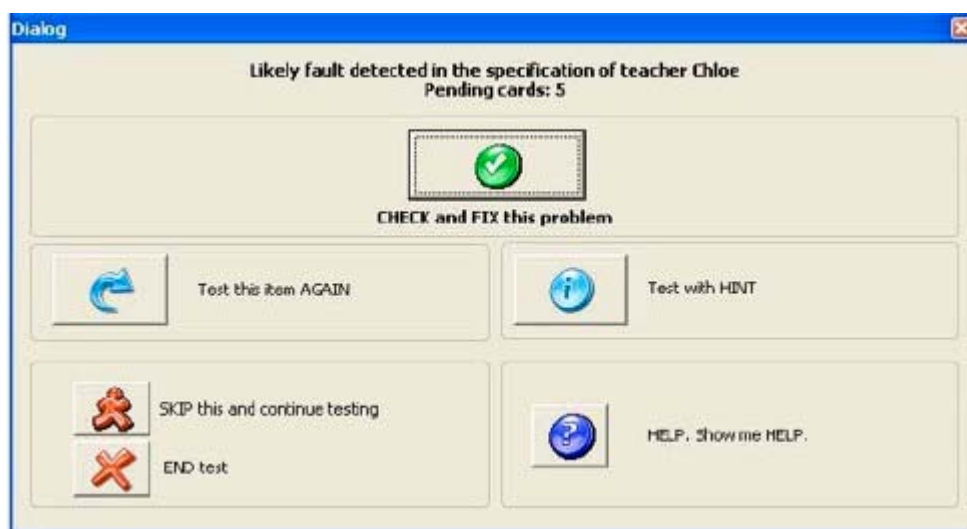 Dialog
Likely fault detected in the specification of teacher Chloe
Pending cards: 5
CHECK and FIX this problem
Test this item AGAIN
Test with HINT
SKIP this and continue testing
END test
HELP. Show me HELP.